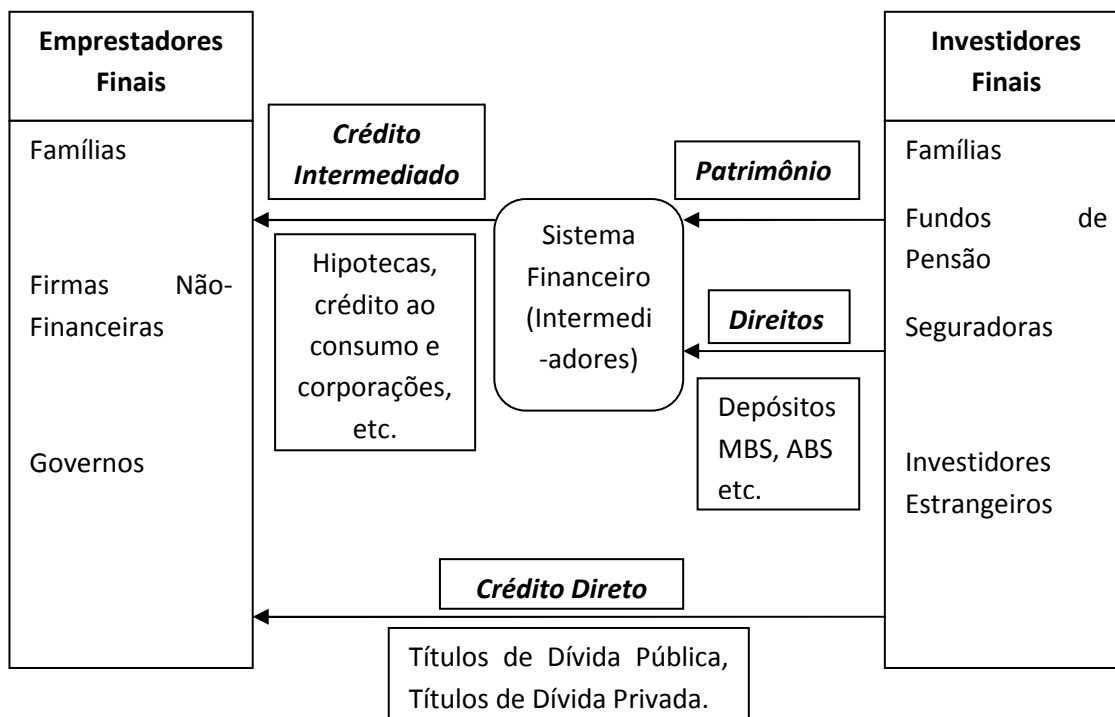 Emprestadores
Finais
Famílias
Firmas Não-
Financeiras
Governos
Crédito
Intermediado
Hipotecas,
crédito ao
consumo e
corporações,
etc.
Sistema
Financeiro
(Intermedi
-adores)
Patrimônio
Direitos
Depósitos
MBS, ABS
etc.
Investidores
Finais
Famílias
Fundos de
Pensão
Seguradoras
Investidores
Estrangeiros
Crédito Direto
Títulos de Dívida Pública,
Títulos de Dívida Privada.